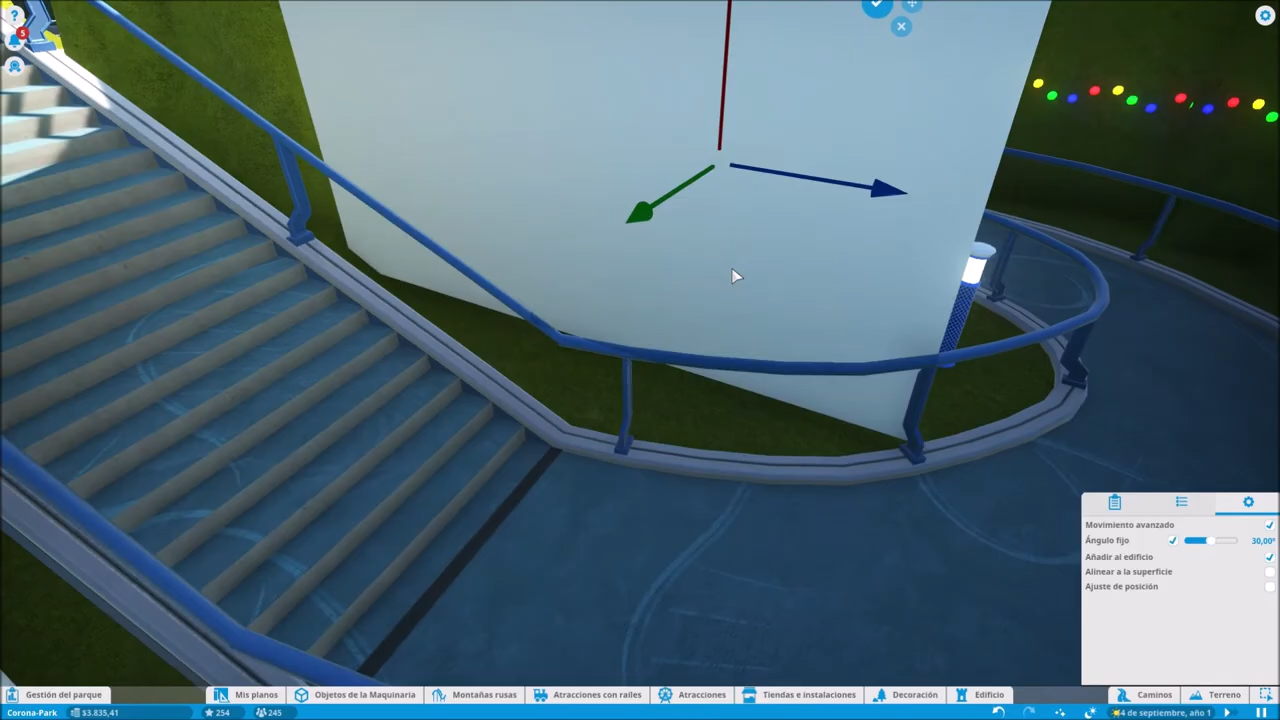 ?
5
Movimiento avanzado
Ángulo fijo 30,00°
Añadir al edificio
Alinear a la superficie
Ajuste de posición
Gestión del parque Mis planos Objetos de la Maquinaria Montañas rusas Atracciones con raíles Atracciones Tiendas e instalaciones Decoración Edificio Caminos Terreno
Corona-Park $3.835,41 254 245 4 de septiembre, año 1